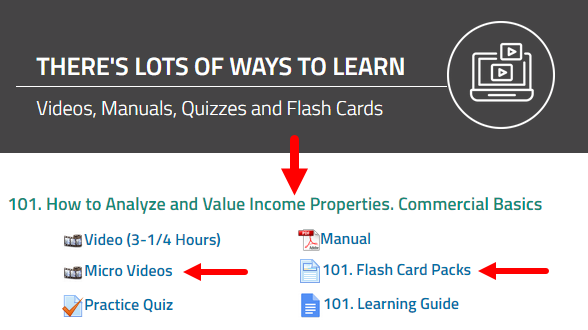 THERE'S LOTS OF WAYS TO LEARN
Videos, Manuals, Quizzes and Flash Cards
101. How to Analyze and Value Income Properties. Commercial Basics
Video (3-1/4 Hours)
PDF Manual
Micro Videos
101. Flash Card Packs
Practice Quiz
101. Learning Guide